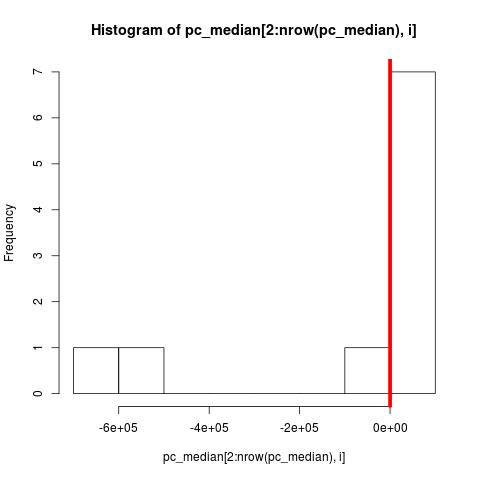 Histogram of pc_median[2:nrow(pc_median), i]
Frequency
7
6
5
4
3
2
1
0
-6e+05 -4e+05 -2e+05 0e+00
pc_median[2:nrow(pc_median), i]